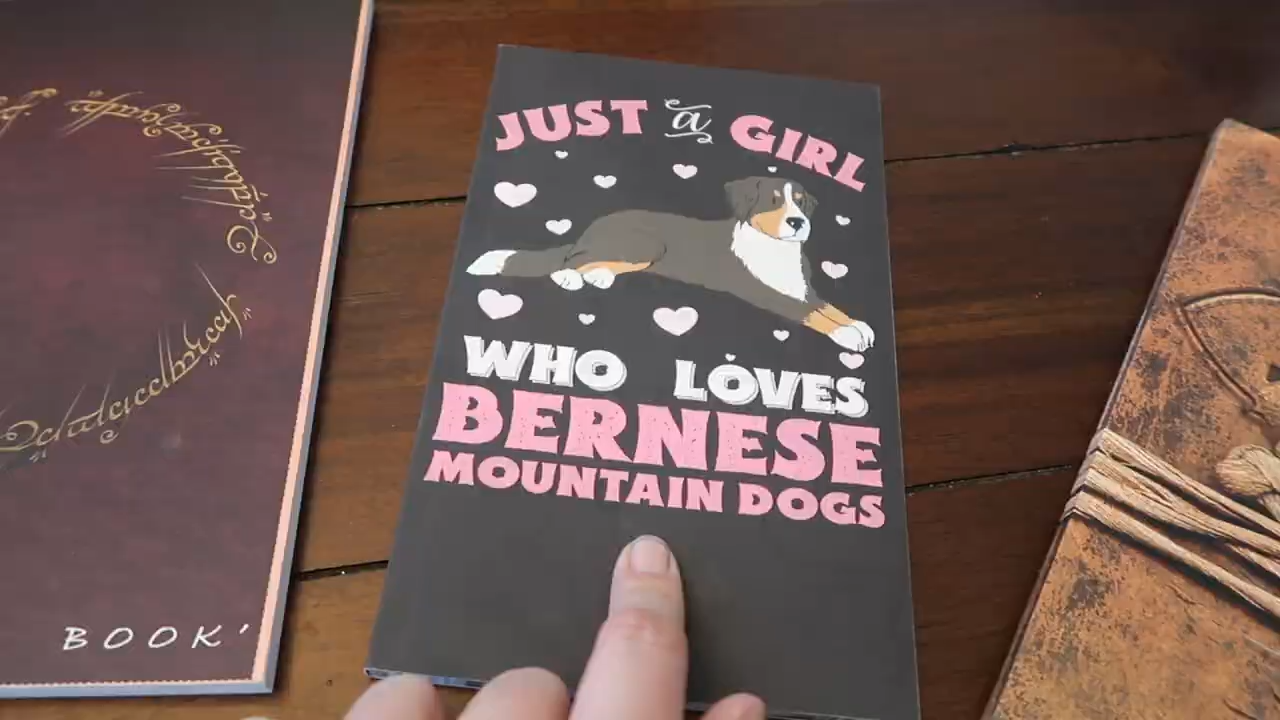 JUST a GIRL
WHO LOVES
BERNESE
MOUNTAIN DOGS
BOOK'